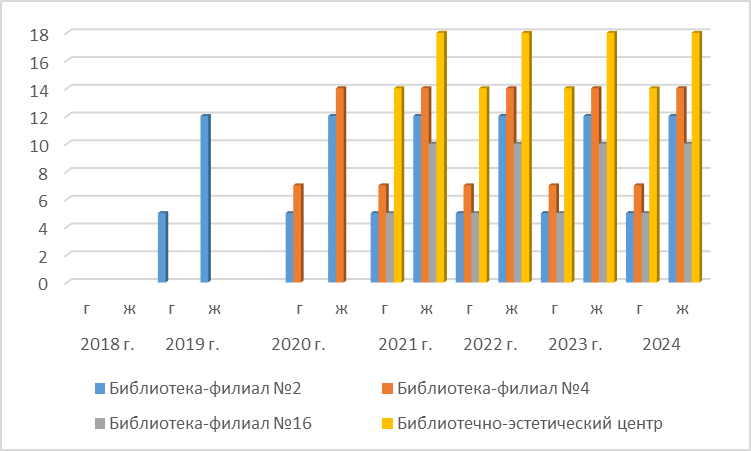 18
16
14
12
10
8
6
4
2
0
г ж г ж г ж г ж г ж г ж г ж
2018 г. 2019 г. 2020 г. 2021 г. 2022 г. 2023 г. 2024
Библиотека-филиал №2 Библиотека-филиал №4
Библиотека-филиал №16 Библиотечно-эстетический центр